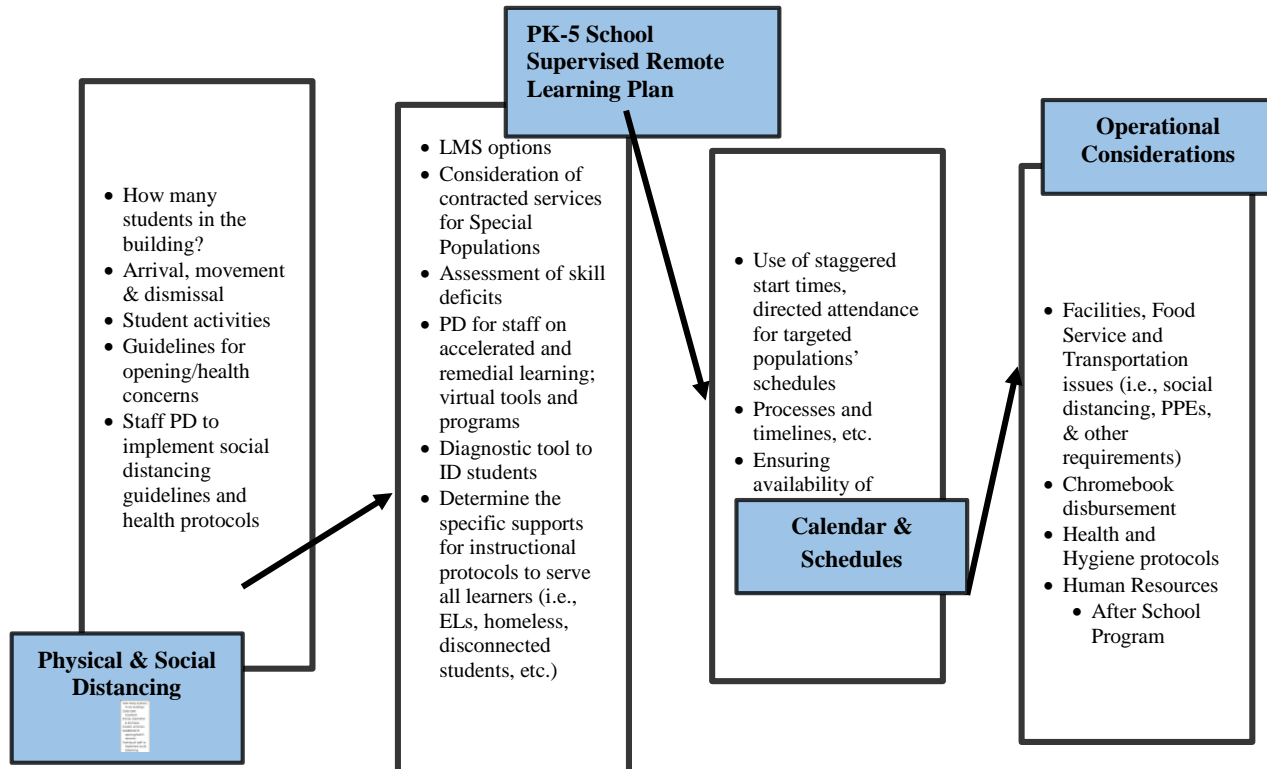 • How many
students in the
building?
• Arrival, movement
& dismissal
• Student activities
• Guidelines for
opening/health
concerns
• Staff PD to
implement social
distancing
guidelines and
health protocols
Physical & Social
Distancing
PK-5 School
Supervised Remote
Learning Plan
• LMS options
• Consideration of
contracted services
for Special
Populations
• Assessment of skill
deficits
• PD for staff on
accelerated and
remedial learning;
virtual tools and
programs
• Diagnostic tool to
ID students
• Determine the
specific supports
for instructional
protocols to serve
all learners (i.e.,
ELs, homeless,
disconnected
students, etc.)
• Use of staggered
start times,
directed attendance
for targeted
populations’
schedules
• Processes and
timelines, etc.
• Ensuring
availability of
Calendar &
Schedules
Operational
Considerations
• Facilities, Food
Service and
Transportation
issues (i.e., social
distancing, PPEs,
& other
requirements)
• Chromebook
disbursement
• Health and
Hygiene protocols
• Human Resources
• After School
Program